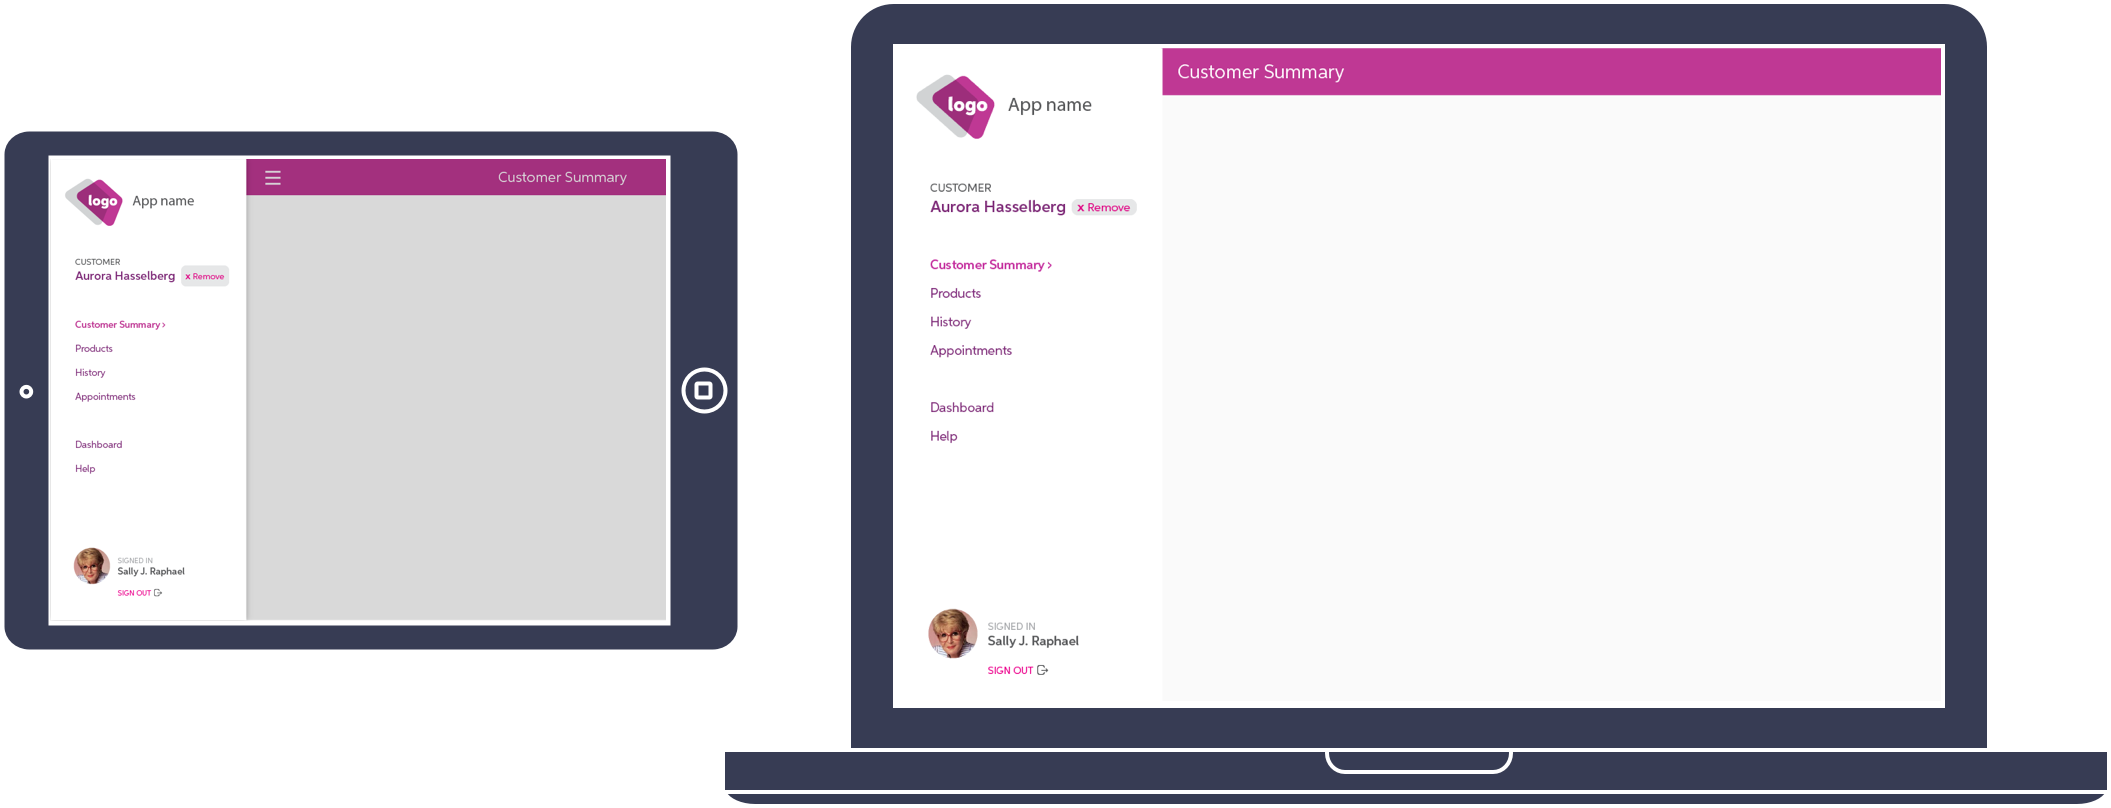 logo
App name
Customer Summary
CUSTOMER
Aurora Hasselberg x Remove
Customer Summary >
Products
History
Appointments
Dashboard
Help
SIGNED IN
Sally J. Raphael
SIGN OUT
logo
App name
Customer Summary
CUSTOMER
Aurora Hasselberg x Remove
Customer Summary >
Products
History
Appointments
Dashboard
Help
SIGNED IN
Sally J. Raphael
SIGN OUT